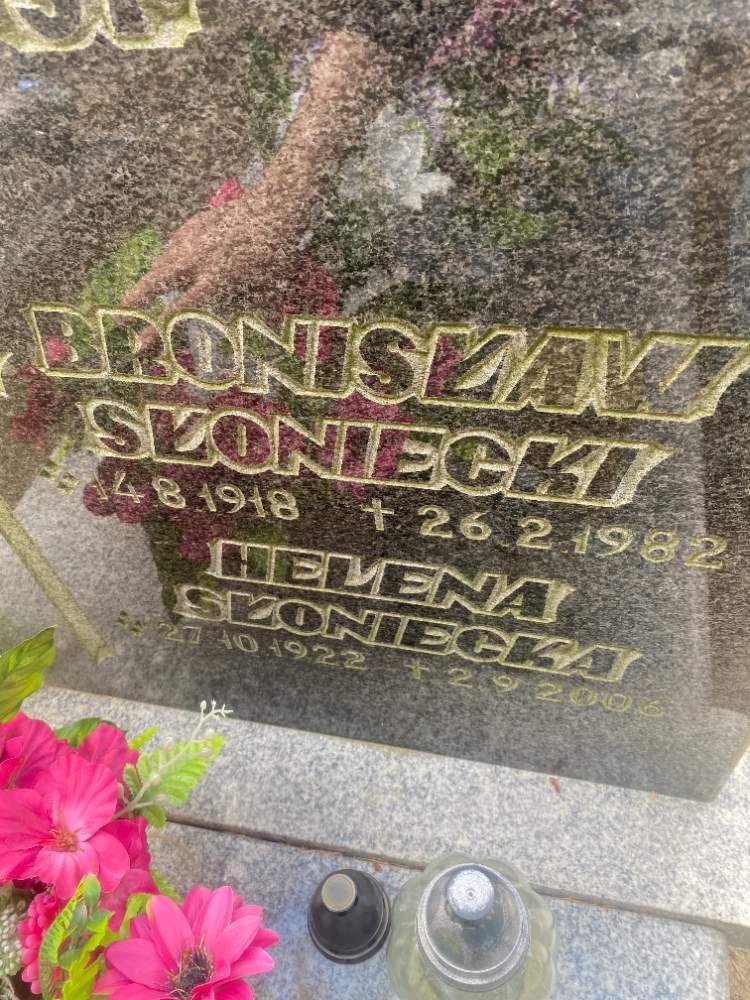 BRONISŁAW
SŁONIECKI
14 8 1918 † 26.2.1982
HELENA
SŁONIECKA
27 10 1922 † 2.9 2006